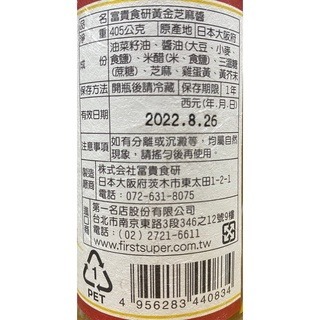 品名 富貴食研黃金芝麻醬
淨重 405公克 原產地 日本大阪府
成份 油菜籽油、醬油(大豆、小麥、
食鹽)、米醋(米、食鹽)、三溫糖
(蔗糖)、芝麻、雞蛋黃、黃芥末
保存方法 開瓶後請冷藏 保存期限 1年
西元(年.月.日)
有效日期 2022.8.26
注意事項 如有分離或沉澱等，均屬自然
現象，請搖勻後再使用。
製造廠商 株式会社富貴食研
日本大阪府茨木市東太田1-2-1
電話：072-631-8075
進口商 第一名店股份有限公司
台北市南京東路3段346之12號9樓
電話：(02) 2721-6611
www.firstsuper.com.tw
1
PET
4 956283 440834